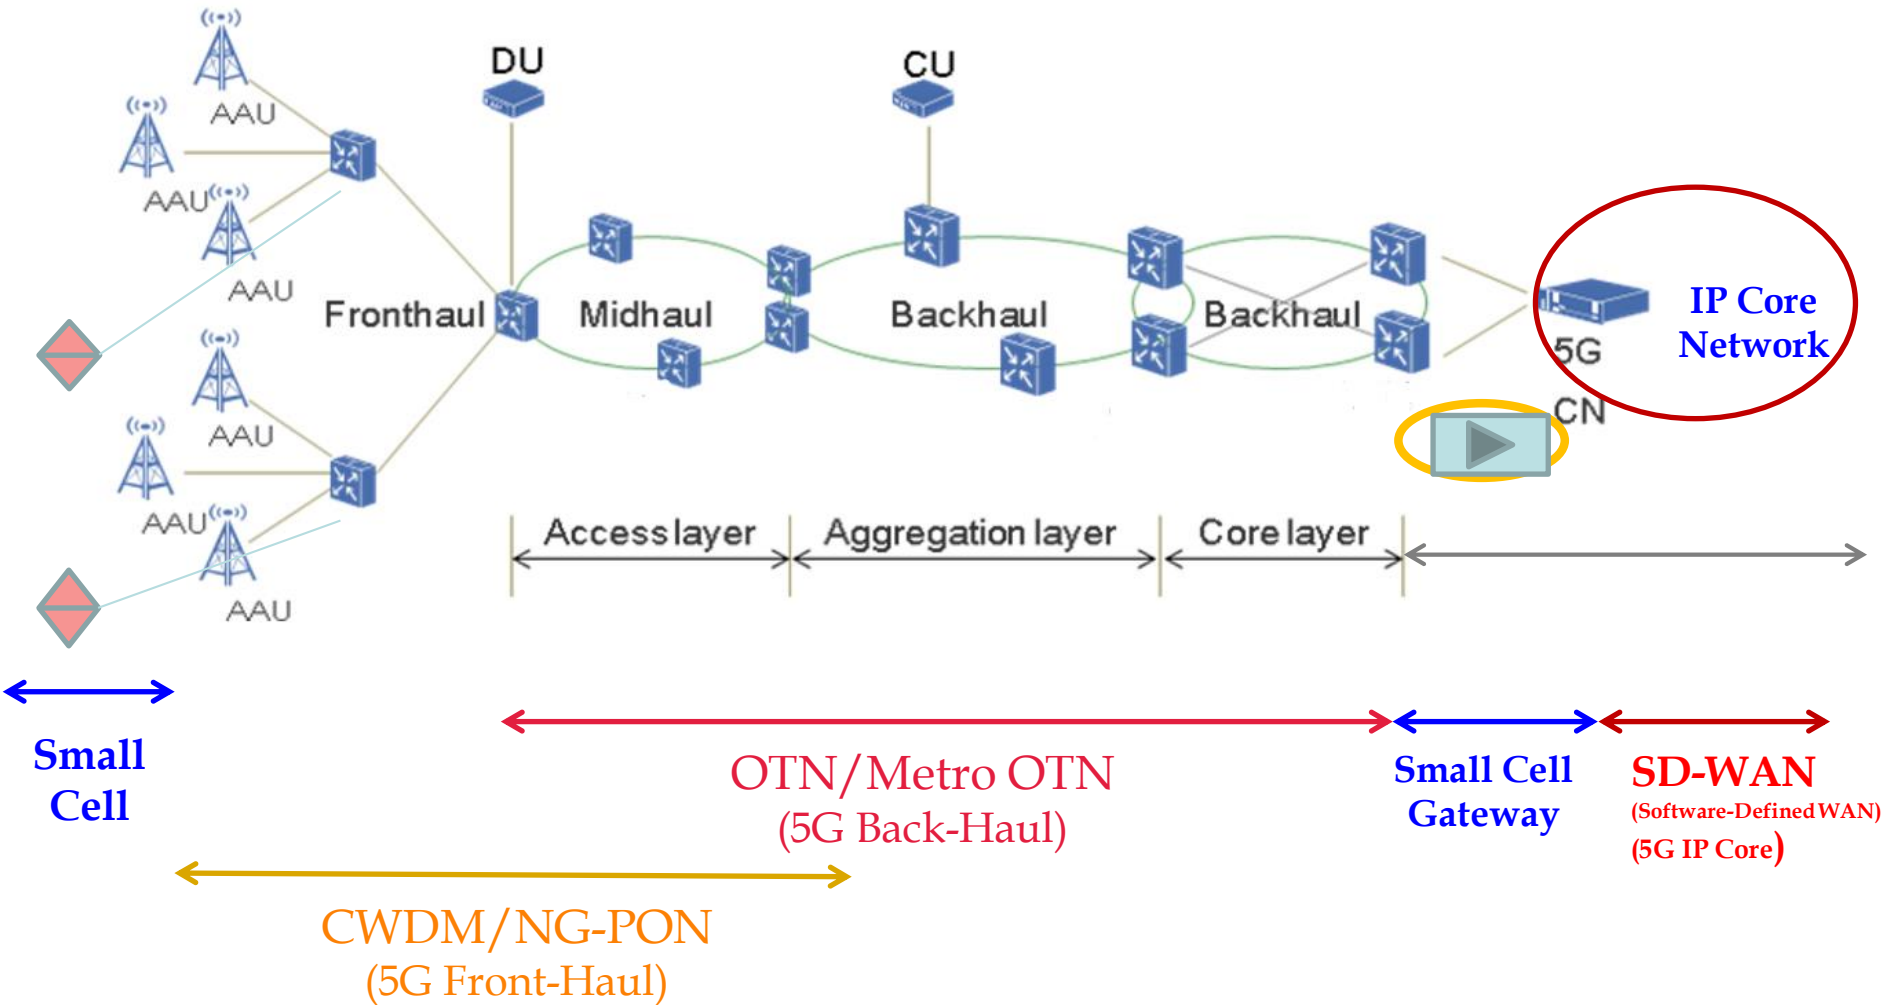 DU
CU
AAU
AAU
AAU
Fronthaul
Midhaul
Backhaul
Backhaul
IP Core
Network
5G
CN
AAU
AAU
AAU
Access layer
Aggregation layer
Core layer
Small
Cell
OTN/Metro OTN
(5G Back-Haul)
Small Cell
Gateway
SD-WAN
(Software-Defined WAN)
(5G IP Core)
CWDM/NG-PON
(5G Front-Haul)